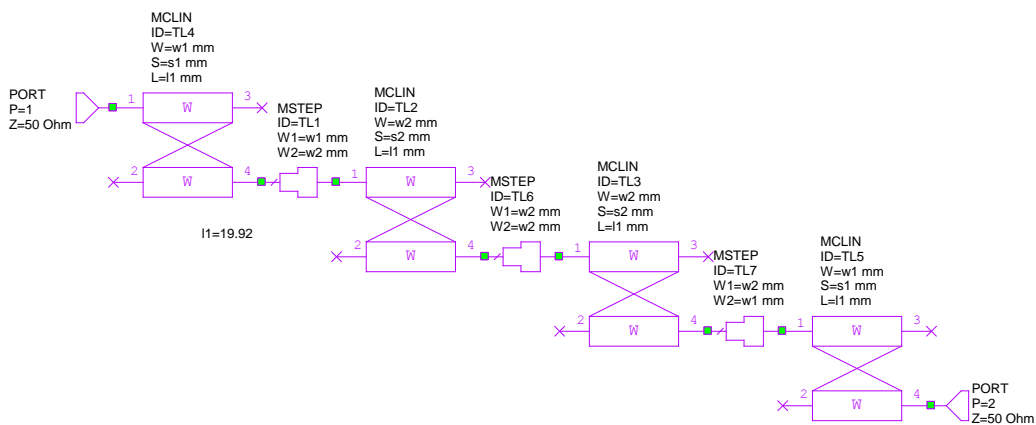 MCLIN
ID=TL4
W=w1 mm
S=s1 mm
L=l1 mm
PORT
P=1
Z=50 Ohm
1
W
3
2
W
4
MSTEP
ID=TL1
W1=w1 mm
W2=w2 mm
l1=19.92
MCLIN
ID=TL2
W=w2 mm
S=s2 mm
L=l1 mm
1
W
3
2
W
4
MSTEP
ID=TL6
W1=w2 mm
W2=w2 mm
MCLIN
ID=TL3
W=w2 mm
S=s2 mm
L=l1 mm
1
W
3
2
W
4
MSTEP
ID=TL7
W1=w2 mm
W2=w1 mm
MCLIN
ID=TL5
W=w1 mm
S=s1 mm
L=l1 mm
1
W
3
2
W
4
PORT
P=2
Z=50 Ohm